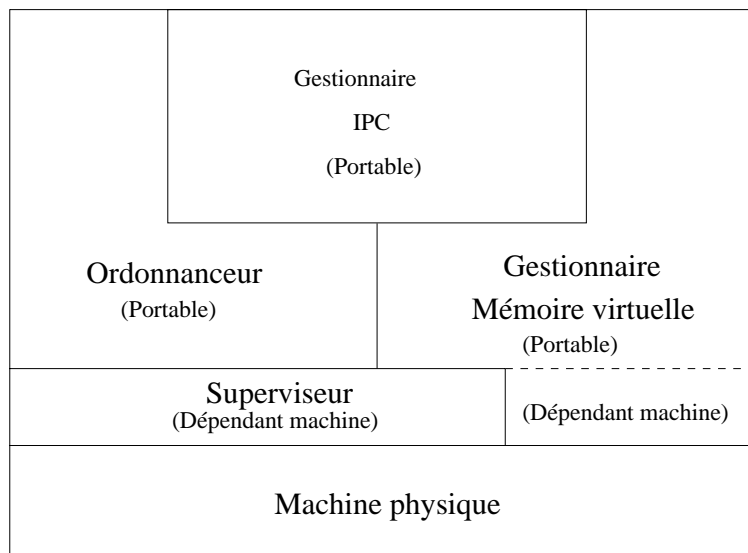 Gestionnaire
IPC
(Portable)
Ordonnanceur
(Portable)
Gestionnaire
Mémoire virtuelle
(Portable)
Superviseur
(Dépendant machine)
(Dépendant machine)
Machine physique